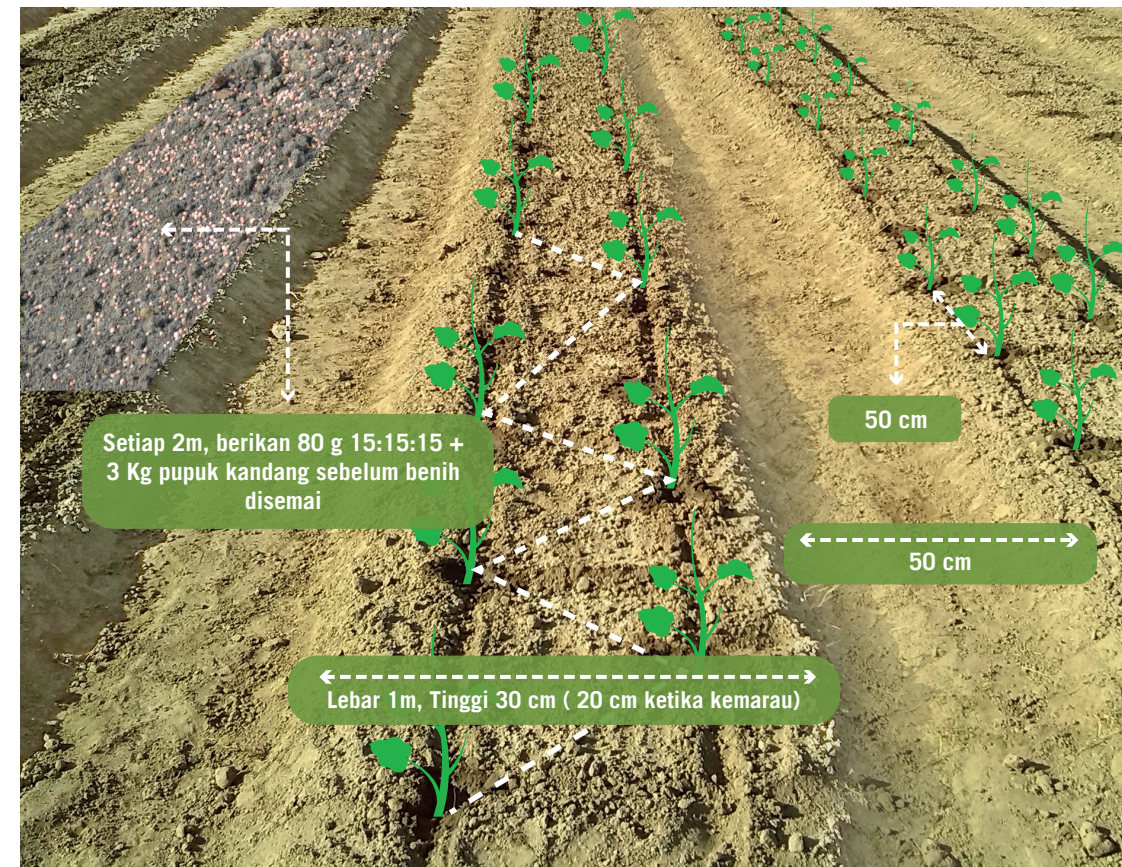 Setiap 2m, berikan 80 g 15:15:15 +
3 Kg pupuk kandang sebelum benih
disemai
50 cm
50 cm
Lebar 1m, Tinggi 30 cm ( 20 cm ketika kemarau)